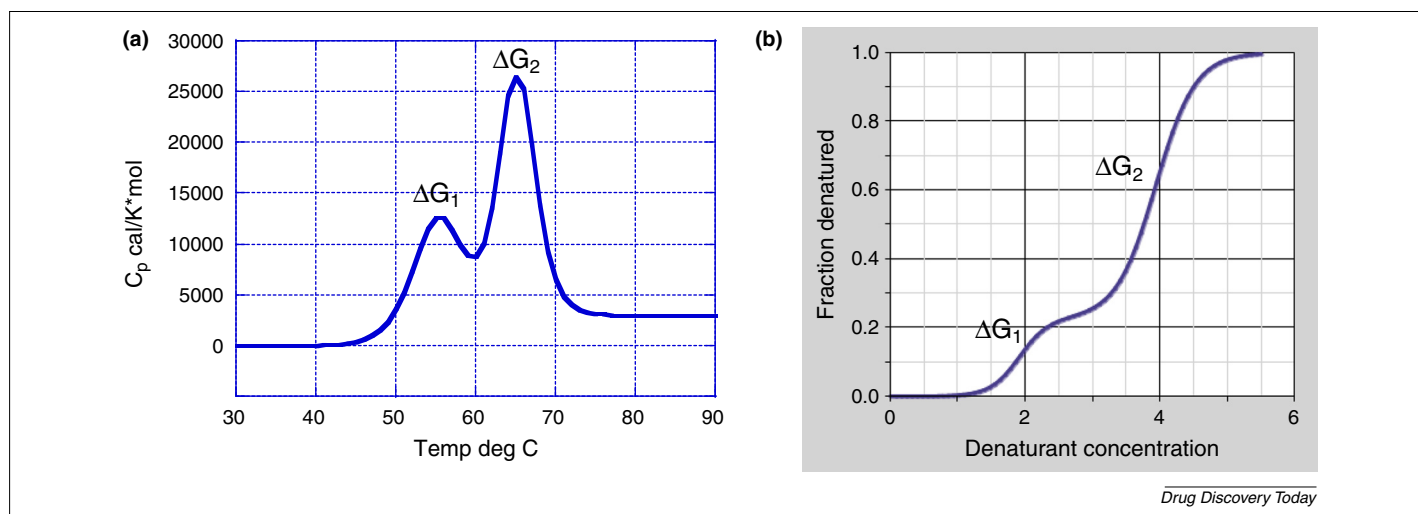 (a)
30000
25000
20000
15000
10000
5000
0
C_p cal/K*mol
ΔG₁
ΔG₂
30 40 50 60 70 80 90
Temp deg C
(b)
1.0
0.8
0.6
0.4
0.2
0.0
Fraction denatured
ΔG₁
ΔG₂
0 2 4 6
Denaturant concentration
Drug Discovery Today